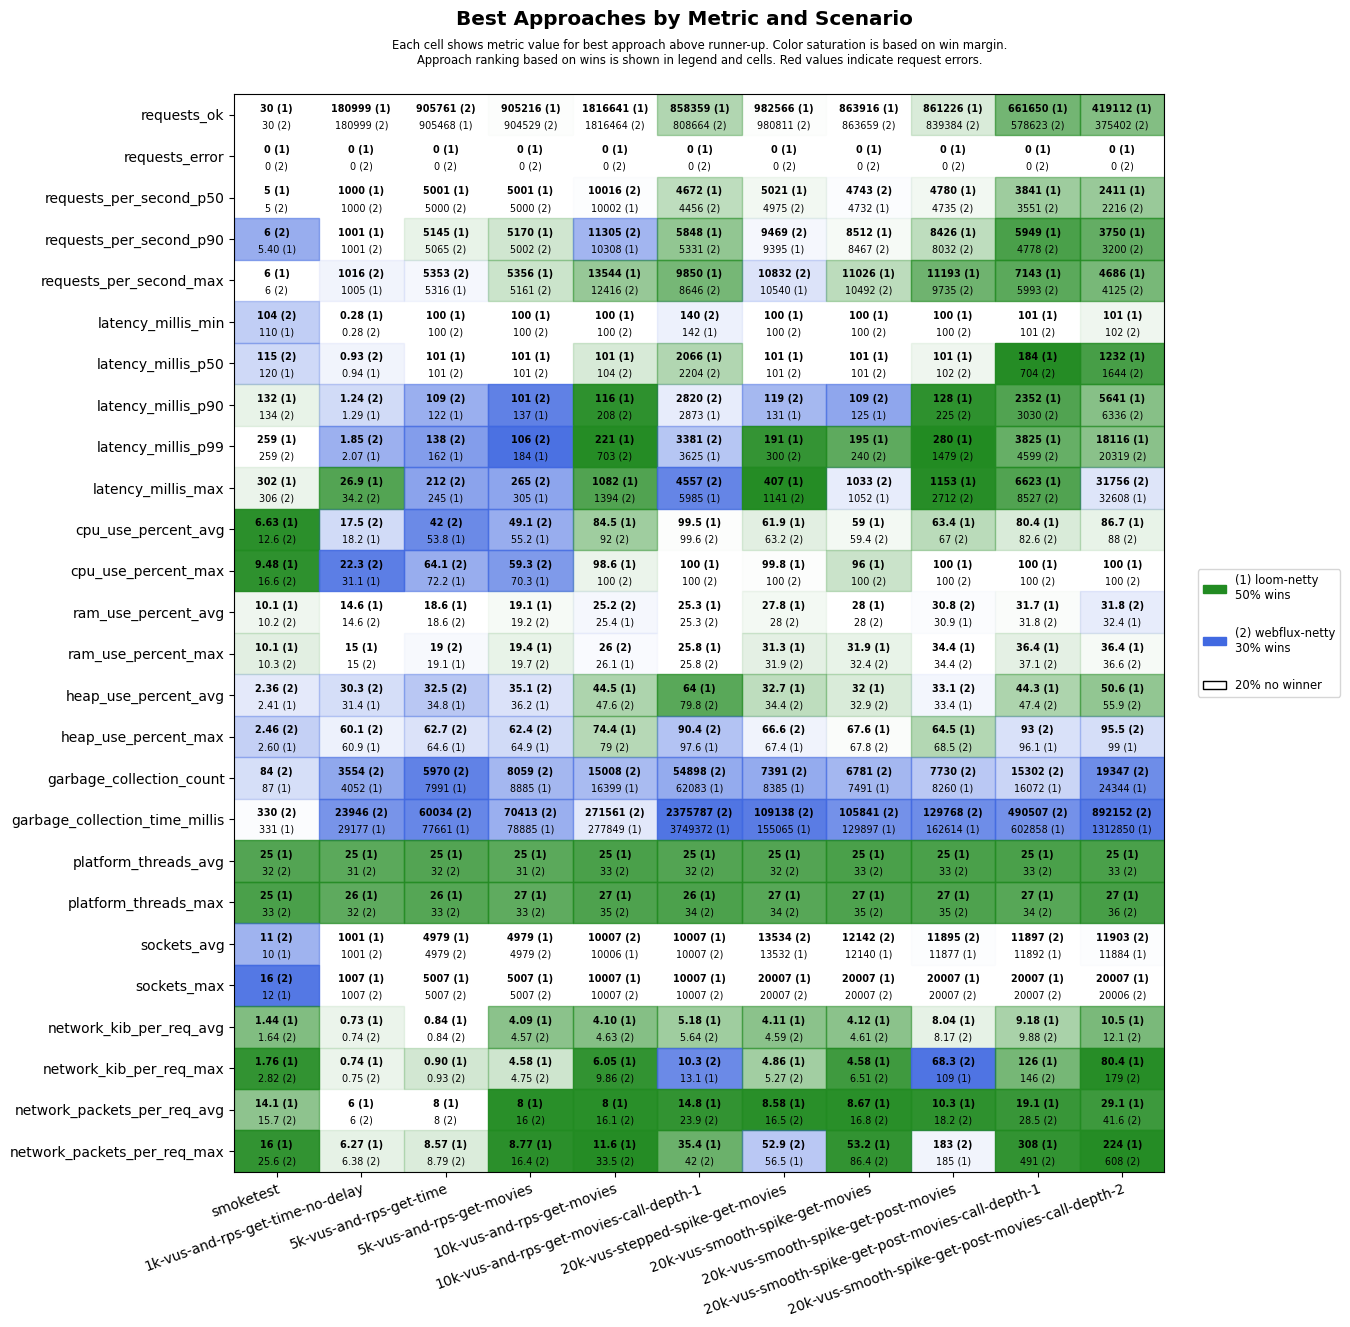 Best Approaches by Metric and Scenario
Each cell shows metric value for best approach above runner-up. Color saturation is based on win margin.
Approach ranking based on wins is shown in legend and cells. Red values indicate request errors.
requests_ok
30 (1) 180999 (1) 905761 (2) 905216 (1) 1816641 (1) 858359 (1) 982566 (1) 863916 (1) 861226 (1) 661650 (1) 419112 (1)
30 (2) 180999 (2) 905468 (1) 904529 (2) 1816464 (2) 808664 (2) 980811 (2) 863659 (2) 839384 (2) 578623 (2) 375402 (2)
requests_error
0 (1) 0 (1) 0 (1) 0 (1) 0 (1) 0 (1) 0 (1) 0 (1) 0 (1) 0 (1) 0 (1)
0 (2) 0 (2) 0 (2) 0 (2) 0 (2) 0 (2) 0 (2) 0 (2) 0 (2) 0 (2) 0 (2)
requests_per_second_p50
5 (1) 1000 (1) 5001 (1) 5001 (1) 10016 (2) 4672 (1) 5021 (1) 4743 (2) 4780 (1) 3841 (1) 2411 (1)
5 (2) 1000 (2) 5000 (2) 5000 (2) 10002 (1) 4456 (2) 4975 (2) 4732 (1) 4735 (2) 3551 (2) 2216 (2)
requests_per_second_p90
6 (2) 1001 (1) 5145 (1) 5170 (1) 11305 (2) 5848 (1) 9469 (2) 8512 (1) 8426 (1) 5949 (1) 3750 (1)
5.40 (1) 1001 (2) 5065 (2) 5002 (2) 10308 (1) 5331 (2) 9395 (1) 8467 (2) 8032 (2) 4778 (2) 3200 (2)
requests_per_second_max
6 (1) 1016 (2) 5353 (2) 5356 (1) 13544 (1) 9850 (1) 10832 (2) 11026 (1) 11193 (1) 7143 (1) 4686 (1)
6 (2) 1005 (1) 5316 (1) 5161 (2) 12416 (2) 8646 (2) 10540 (1) 10492 (2) 9735 (2) 5993 (2) 4125 (2)
latency_millis_min
104 (2) 0.28 (1) 100 (1) 100 (1) 100 (1) 140 (2) 100 (1) 100 (1) 100 (1) 101 (1) 101 (1)
110 (1) 0.28 (2) 100 (2) 100 (2) 100 (2) 142 (1) 100 (2) 100 (2) 100 (2) 101 (2) 102 (2)
latency_millis_p50
115 (2) 0.93 (2) 101 (1) 101 (1) 101 (1) 2066 (1) 101 (1) 101 (1) 101 (1) 184 (1) 1232 (1)
120 (1) 0.94 (1) 101 (2) 101 (2) 104 (2) 2204 (2) 101 (2) 101 (2) 102 (2) 704 (2) 1644 (2)
latency_millis_p90
132 (1) 1.24 (2) 109 (2) 101 (2) 116 (1) 2820 (2) 119 (2) 109 (2) 128 (1) 2352 (1) 5641 (1)
134 (2) 1.29 (1) 122 (1) 137 (1) 208 (2) 2873 (1) 131 (1) 125 (1) 225 (2) 3030 (2) 6336 (2)
latency_millis_p99
259 (1) 1.85 (2) 138 (2) 106 (2) 221 (1) 3381 (2) 191 (1) 195 (1) 280 (1) 3825 (1) 18116 (1)
259 (2) 2.07 (1) 162 (1) 184 (1) 703 (2) 3625 (1) 300 (2) 240 (2) 1479 (2) 4599 (2) 20319 (2)
latency_millis_max
302 (1) 26.9 (1) 212 (2) 265 (2) 1082 (1) 4557 (2) 407 (1) 1033 (2) 1153 (1) 6623 (1) 31756 (2)
306 (2) 34.2 (2) 245 (1) 305 (1) 1394 (2) 5985 (1) 1141 (2) 1052 (1) 2712 (2) 8527 (2) 32608 (1)
cpu_use_percent_avg
6.63 (1) 17.5 (2) 42 (2) 49.1 (2) 84.5 (1) 99.5 (1) 61.9 (1) 59 (1) 63.4 (1) 80.4 (1) 86.7 (1)
12.6 (2) 18.2 (1) 53.8 (1) 55.2 (1) 92 (2) 99.6 (2) 63.2 (2) 59.4 (2) 67 (2) 82.6 (2) 88 (2)
cpu_use_percent_max
9.48 (1) 22.3 (2) 64.1 (2) 59.3 (2) 98.6 (1) 100 (1) 99.8 (1) 96 (1) 100 (1) 100 (1) 100 (1)
16.6 (2) 31.1 (1) 72.2 (1) 70.3 (1) 100 (2) 100 (2) 100 (2) 100 (2) 100 (2) 100 (2) 100 (2)
ram_use_percent_avg
10.1 (1) 14.6 (1) 18.6 (1) 19.1 (1) 25.2 (2) 25.3 (1) 27.8 (1) 28 (1) 30.8 (2) 31.7 (1) 31.8 (2)
10.2 (2) 14.6 (2) 18.6 (2) 19.2 (2) 25.4 (1) 25.3 (2) 28 (2) 28 (2) 30.9 (1) 31.8 (2) 32.4 (1)
ram_use_percent_max
10.1 (1) 15 (1) 19 (2) 19.4 (1) 26 (2) 25.8 (1) 31.3 (1) 31.9 (1) 34.4 (1) 36.4 (1) 36.4 (1)
10.3 (2) 15 (2) 19.1 (1) 19.7 (2) 26.1 (1) 25.8 (2) 31.9 (2) 32.4 (2) 34.4 (2) 37.1 (2) 36.6 (2)
heap_use_percent_avg
2.36 (2) 30.3 (2) 32.5 (2) 35.1 (2) 44.5 (1) 64 (1) 32.7 (1) 32 (1) 33.1 (2) 44.3 (1) 50.6 (1)
2.41 (1) 31.4 (1) 34.8 (1) 36.2 (1) 47.6 (2) 79.8 (2) 34.4 (2) 32.9 (2) 33.4 (1) 47.4 (2) 55.9 (2)
heap_use_percent_max
2.46 (2) 60.1 (2) 62.7 (2) 62.4 (2) 74.4 (1) 90.4 (2) 66.6 (2) 67.6 (1) 64.5 (1) 93 (2) 95.5 (2)
2.60 (1) 60.9 (1) 64.6 (1) 64.9 (1) 79 (2) 97.6 (1) 67.4 (1) 67.8 (2) 68.5 (2) 96.1 (1) 99 (1)
garbage_collection_count
84 (2) 3554 (2) 5970 (2) 8059 (2) 15008 (2) 54898 (2) 7391 (2) 6781 (2) 7730 (2) 15302 (2) 19347 (2)
87 (1) 4052 (1) 7991 (1) 8885 (1) 16399 (1) 62083 (1) 8385 (1) 7491 (1) 8260 (1) 16072 (1) 24344 (1)
garbage_collection_time_millis
330 (2) 23946 (2) 60034 (2) 70413 (2) 271561 (2) 2375787 (2) 109138 (2) 105841 (2) 129768 (2) 490507 (2) 892152 (2)
331 (1) 29177 (1) 77661 (1) 78885 (1) 277849 (1) 3749372 (1) 155065 (1) 129897 (1) 162614 (1) 602858 (1) 1312850 (1)
platform_threads_avg
25 (1) 25 (1) 25 (1) 25 (1) 25 (1) 25 (1) 25 (1) 25 (1) 25 (1) 25 (1) 25 (1)
32 (2) 31 (2) 32 (2) 31 (2) 33 (2) 32 (2) 32 (2) 33 (2) 33 (2) 33 (2) 33 (2)
platform_threads_max
25 (1) 26 (1) 26 (1) 27 (1) 27 (1) 26 (1) 27 (1) 27 (1) 27 (1) 27 (1) 27 (1)
33 (2) 32 (2) 33 (2) 33 (2) 35 (2) 34 (2) 34 (2) 35 (2) 35 (2) 34 (2) 36 (2)
sockets_avg
11 (2) 1001 (1) 4979 (1) 4979 (1) 10007 (2) 10007 (1) 13534 (2) 12142 (2) 11895 (2) 11897 (2) 11903 (2)
10 (1) 1001 (2) 4979 (2) 4979 (2) 10006 (1) 10007 (2) 13532 (1) 12140 (1) 11877 (1) 11892 (1) 11884 (1)
sockets_max
16 (2) 1007 (1) 5007 (1) 5007 (1) 10007 (1) 10007 (1) 20007 (1) 20007 (1) 20007 (1) 20007 (1) 20007 (1)
12 (1) 1007 (2) 5007 (2) 5007 (2) 10007 (2) 10007 (2) 20007 (2) 20007 (2) 20007 (2) 20007 (2) 20006 (2)
network_kib_per_req_avg
1.44 (1) 0.73 (1) 0.84 (1) 4.09 (1) 4.10 (1) 5.18 (1) 4.11 (1) 4.12 (1) 8.04 (1) 9.18 (1) 10.5 (1)
1.64 (2) 0.74 (2) 0.84 (2) 4.57 (2) 4.63 (2) 5.64 (2) 4.59 (2) 4.61 (2) 8.17 (2) 9.88 (2) 12.1 (2)
network_kib_per_req_max
1.76 (1) 0.74 (1) 0.90 (1) 4.58 (1) 6.05 (1) 10.3 (2) 4.86 (1) 4.58 (1) 68.3 (2) 126 (1) 80.4 (1)
2.82 (2) 0.75 (2) 0.93 (2) 4.75 (2) 9.86 (2) 13.1 (1) 5.27 (2) 6.51 (2) 109 (1) 146 (2) 179 (2)
network_packets_per_req_avg
14.1 (1) 6 (1) 8 (1) 8 (1) 8 (1) 14.8 (1) 8.58 (1) 8.67 (1) 10.3 (1) 19.1 (1) 29.1 (1)
15.7 (2) 6 (2) 8 (2) 16 (2) 16.1 (2) 23.9 (2) 16.5 (2) 16.8 (2) 18.2 (2) 28.5 (2) 41.6 (2)
network_packets_per_req_max
16 (1) 6.27 (1) 8.57 (1) 8.77 (1) 11.6 (1) 35.4 (1) 52.9 (2) 53.2 (1) 183 (2) 308 (1) 224 (1)
25.6 (2) 6.38 (2) 8.79 (2) 16.4 (2) 33.5 (2) 42 (2) 56.5 (1) 86.4 (2) 185 (1) 491 (2) 608 (2)
smoketest
1k-vus-and-rps-get-time-no-delay
5k-vus-and-rps-get-time
5k-vus-and-rps-get-movies
10k-vus-and-rps-get-movies
10k-vus-and-rps-get-movies-call-depth-1
20k-vus-stepped-spike-get-movies
20k-vus-smooth-spike-get-movies
20k-vus-smooth-spike-get-post-movies
20k-vus-smooth-spike-get-post-movies-call-depth-1
20k-vus-smooth-spike-get-post-movies-call-depth-2
(1) loom-netty
50% wins
(2) webflux-netty
30% wins
20% no winner